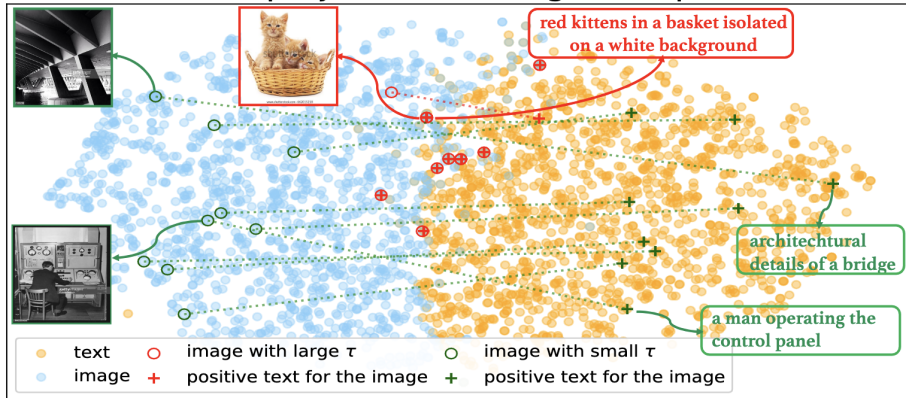 red kittens in a basket isolated
on a white background
architechtural
details of a bridge
a man operating the
control panel
text
image with large τ
image with small τ
image
positive text for the image
positive text for the image